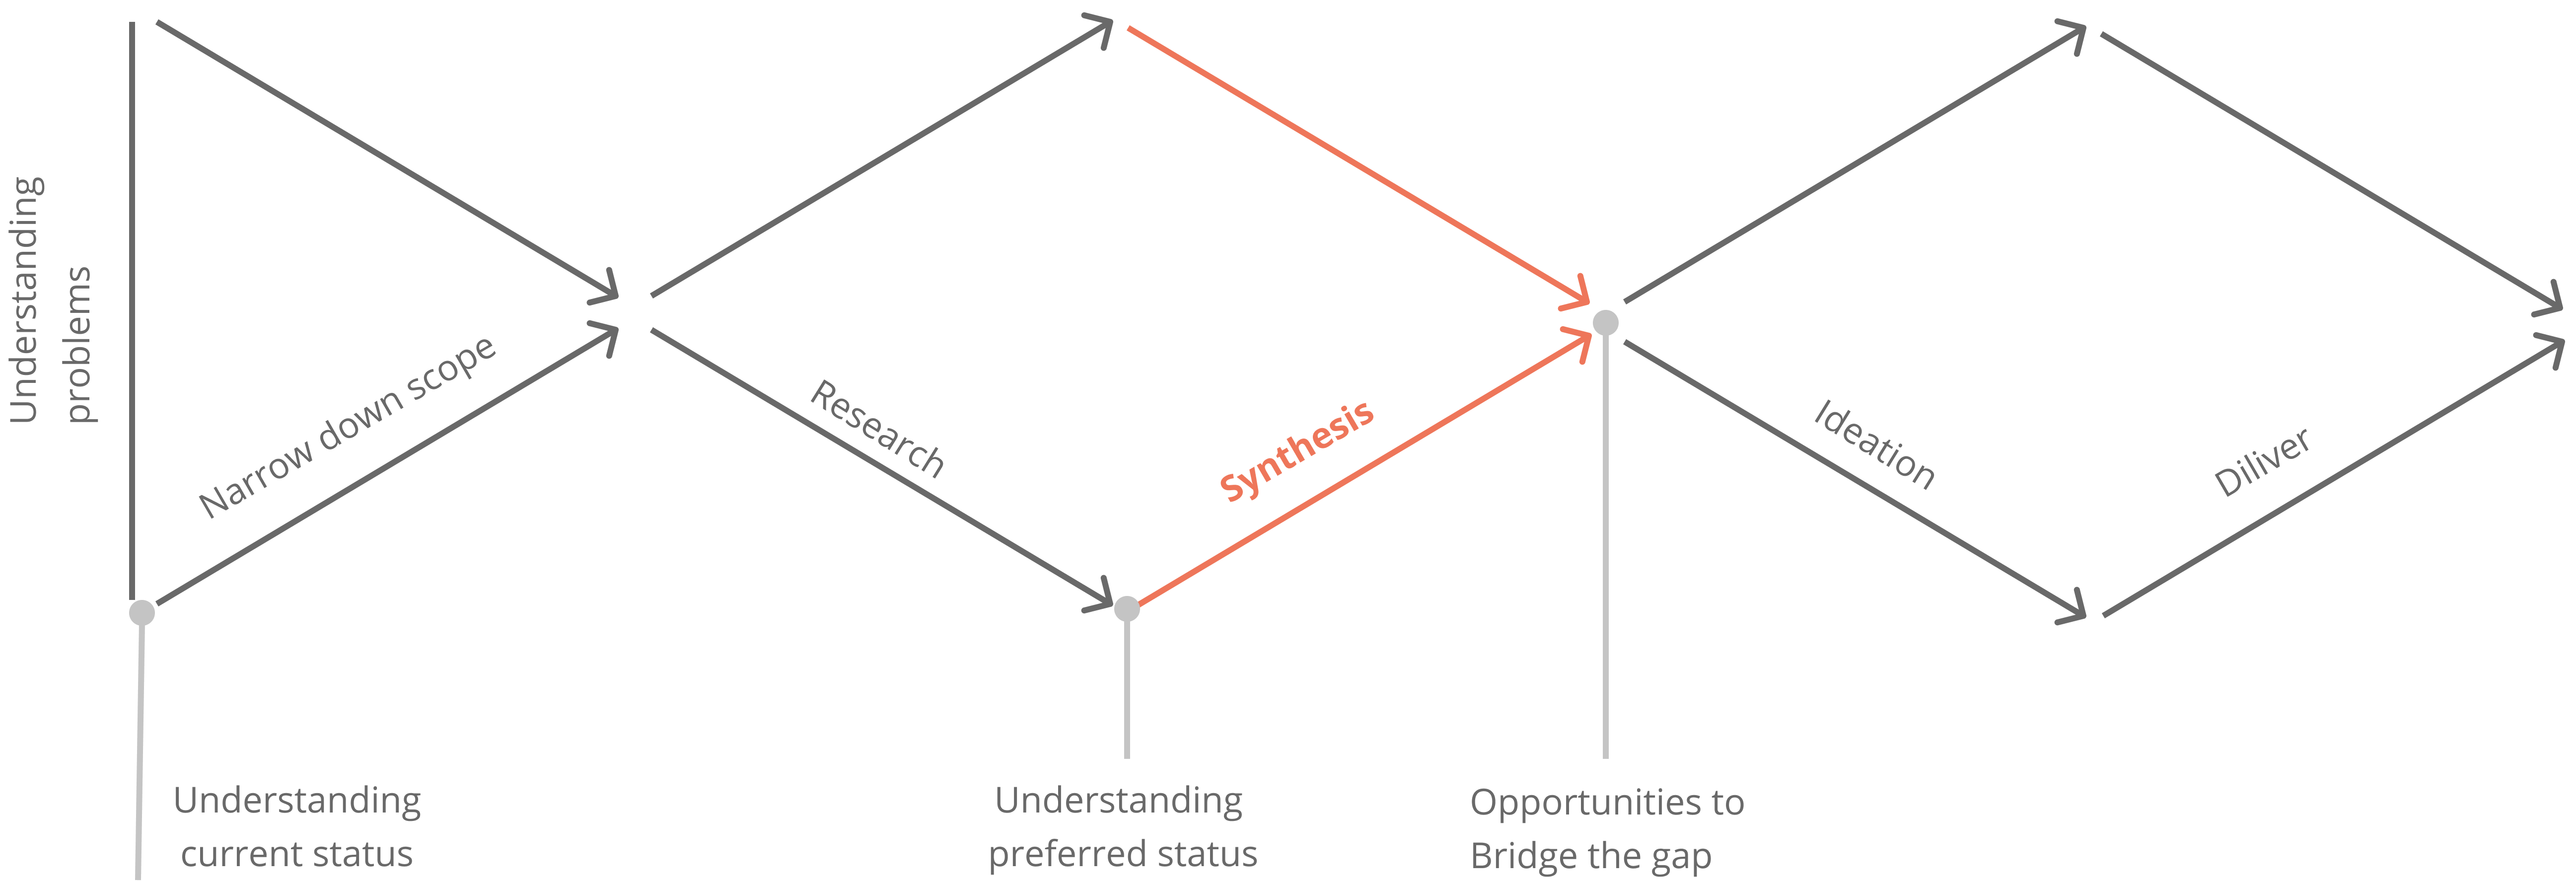 Understanding
problems
Narrow down scope
Research
Synthesis
Ideation
Diliver
Understanding
current status
Understanding
preferred status
Opportunities to
Bridge the gap